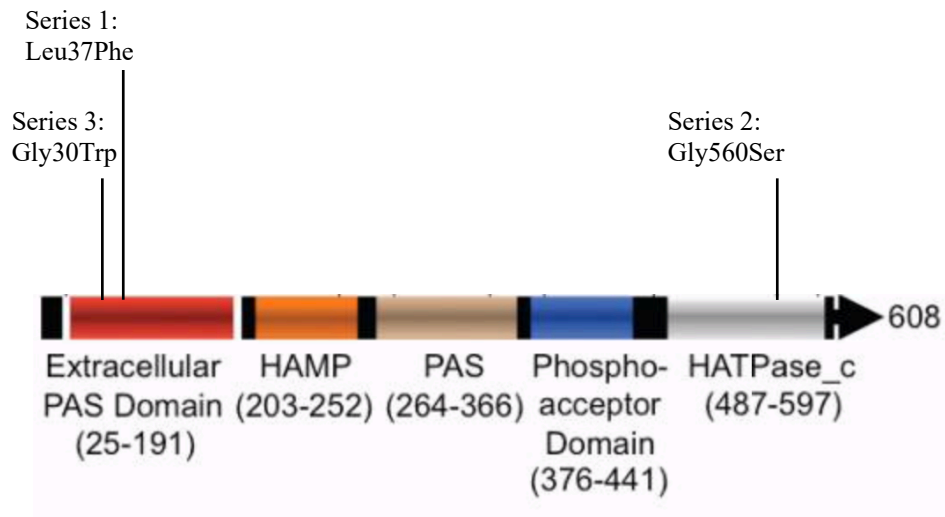 Series 1:
Leu37Phe
Series 3:
Gly30Trp
Series 2:
Gly560Ser
608
Extracellular
PAS Domain
(25-191)
HAMP
(203-252)
PAS
(264-366)
Phospho-
acceptor
Domain
(376-441)
HATPase_c
(487-597)